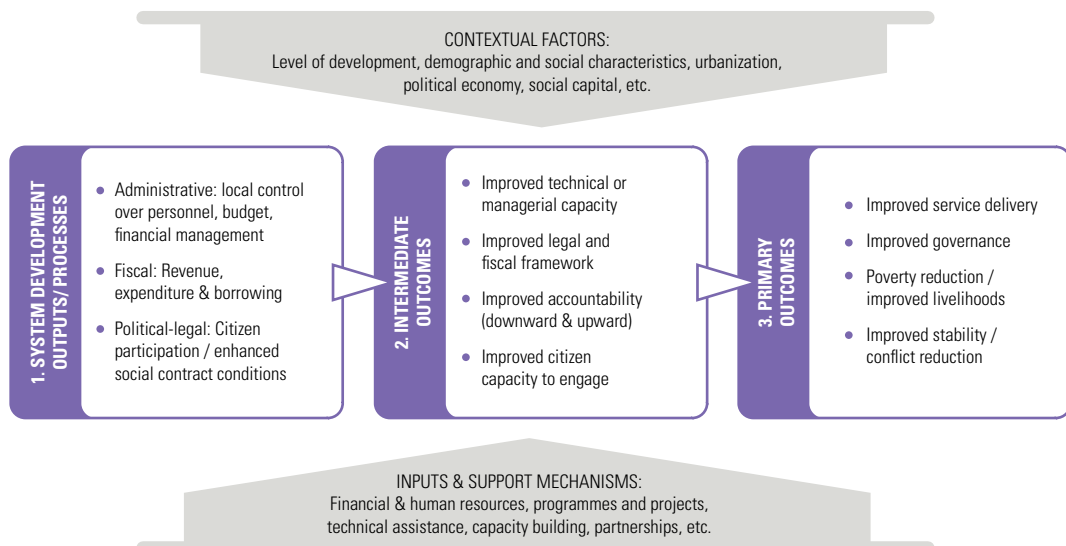 CONTEXTUAL FACTORS:
Level of development, demographic and social characteristics, urbanization,
political economy, social capital, etc.
1. SYSTEM DEVELOPMENT
OUTPUTS/ PROCESSES
• Administrative: local control
over personnel, budget,
financial management
• Fiscal: Revenue,
expenditure & borrowing
• Political-legal: Citizen
participation / enhanced
social contract conditions
2. INTERMEDIATE
OUTCOMES
• Improved technical or
managerial capacity
• Improved legal and
fiscal framework
• Improved accountability
(downward & upward)
• Improved citizen
capacity to engage
3. PRIMARY
OUTCOMES
• Improved service delivery
• Improved governance
• Poverty reduction /
improved livelihoods
• Improved stability /
conflict reduction
INPUTS & SUPPORT MECHANISMS:
Financial & human resources, programmes and projects,
technical assistance, capacity building, partnerships, etc.